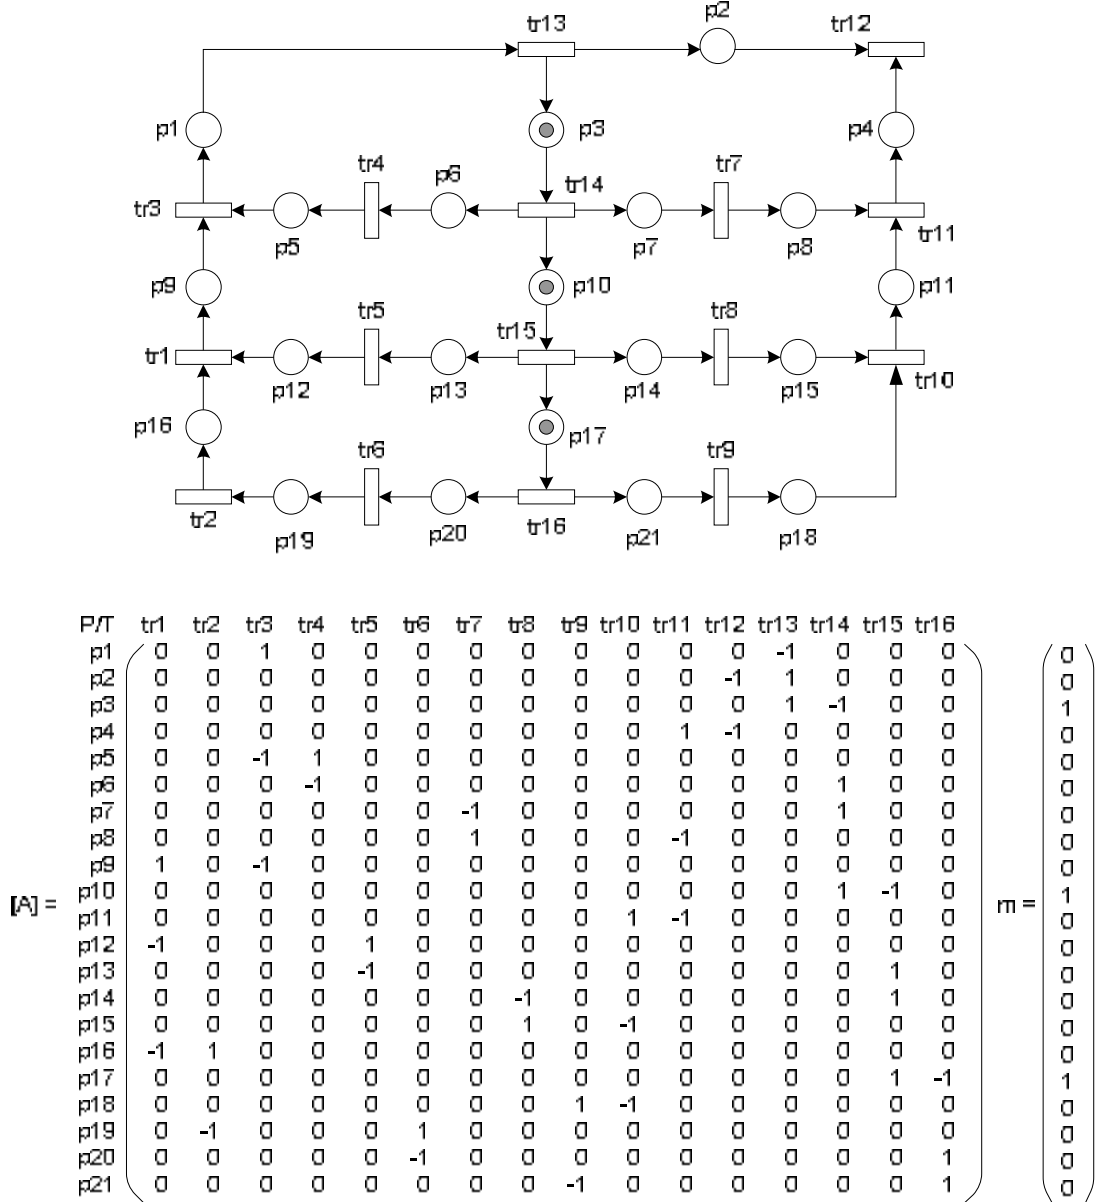 tr13 p2 tr12
p1 p3 p4
tr4 p6 tr14 tr7
tr3 p5 p7 p8 tr11
p9 p10 p11
tr5 tr15 tr8
tr1 p12 p13 p14 p15 tr10
p16 p17
tr6 tr9
tr2 p19 p20 tr16 p21 p18
P/T tr1 tr2 tr3 tr4 tr5 tr6 tr7 tr8 tr9 tr10 tr11 tr12 tr13 tr14 tr15 tr16
p1 0 0 1 0 0 0 0 0 0 0 0 0 -1 0 0 0 0
p2 0 0 0 0 0 0 0 0 0 0 0 -1 1 0 0 0 0
p3 0 0 0 0 0 0 0 0 0 0 0 0 1 -1 0 0 1
p4 0 0 0 0 0 0 0 0 0 0 1 -1 0 0 0 0 0
p5 0 0 -1 1 0 0 0 0 0 0 0 0 0 0 0 0 0
p6 0 0 0 -1 0 0 0 0 0 0 0 0 0 1 0 0 0
p7 0 0 0 0 0 0 -1 0 0 0 0 0 0 1 0 0 0
p8 0 0 0 0 0 0 1 0 0 0 -1 0 0 0 0 0 0
p9 1 0 -1 0 0 0 0 0 0 0 0 0 0 0 0 0 0
[A] = p10 0 0 0 0 0 0 0 0 0 0 0 0 0 1 -1 0 m = 1
p11 0 0 0 0 0 0 0 0 0 1 -1 0 0 0 0 0 0
p12 -1 0 0 0 1 0 0 0 0 0 0 0 0 0 0 0 0
p13 0 0 0 0 -1 0 0 0 0 0 0 0 0 0 1 0 0
p14 0 0 0 0 0 0 0 -1 0 0 0 0 0 0 1 0 0
p15 0 0 0 0 0 0 0 1 0 -1 0 0 0 0 0 0 0
p16 -1 1 0 0 0 0 0 0 0 0 0 0 0 0 0 0 0
p17 0 0 0 0 0 0 0 0 0 0 0 0 0 0 1 -1 1
p18 0 0 0 0 0 0 0 0 1 -1 0 0 0 0 0 0 0
p19 0 -1 0 0 0 1 0 0 0 0 0 0 0 0 0 0 0
p20 0 0 0 0 0 -1 0 0 0 0 0 0 0 0 0 1 0
p21 0 0 0 0 0 0 0 0 -1 0 0 0 0 0 0 1 0